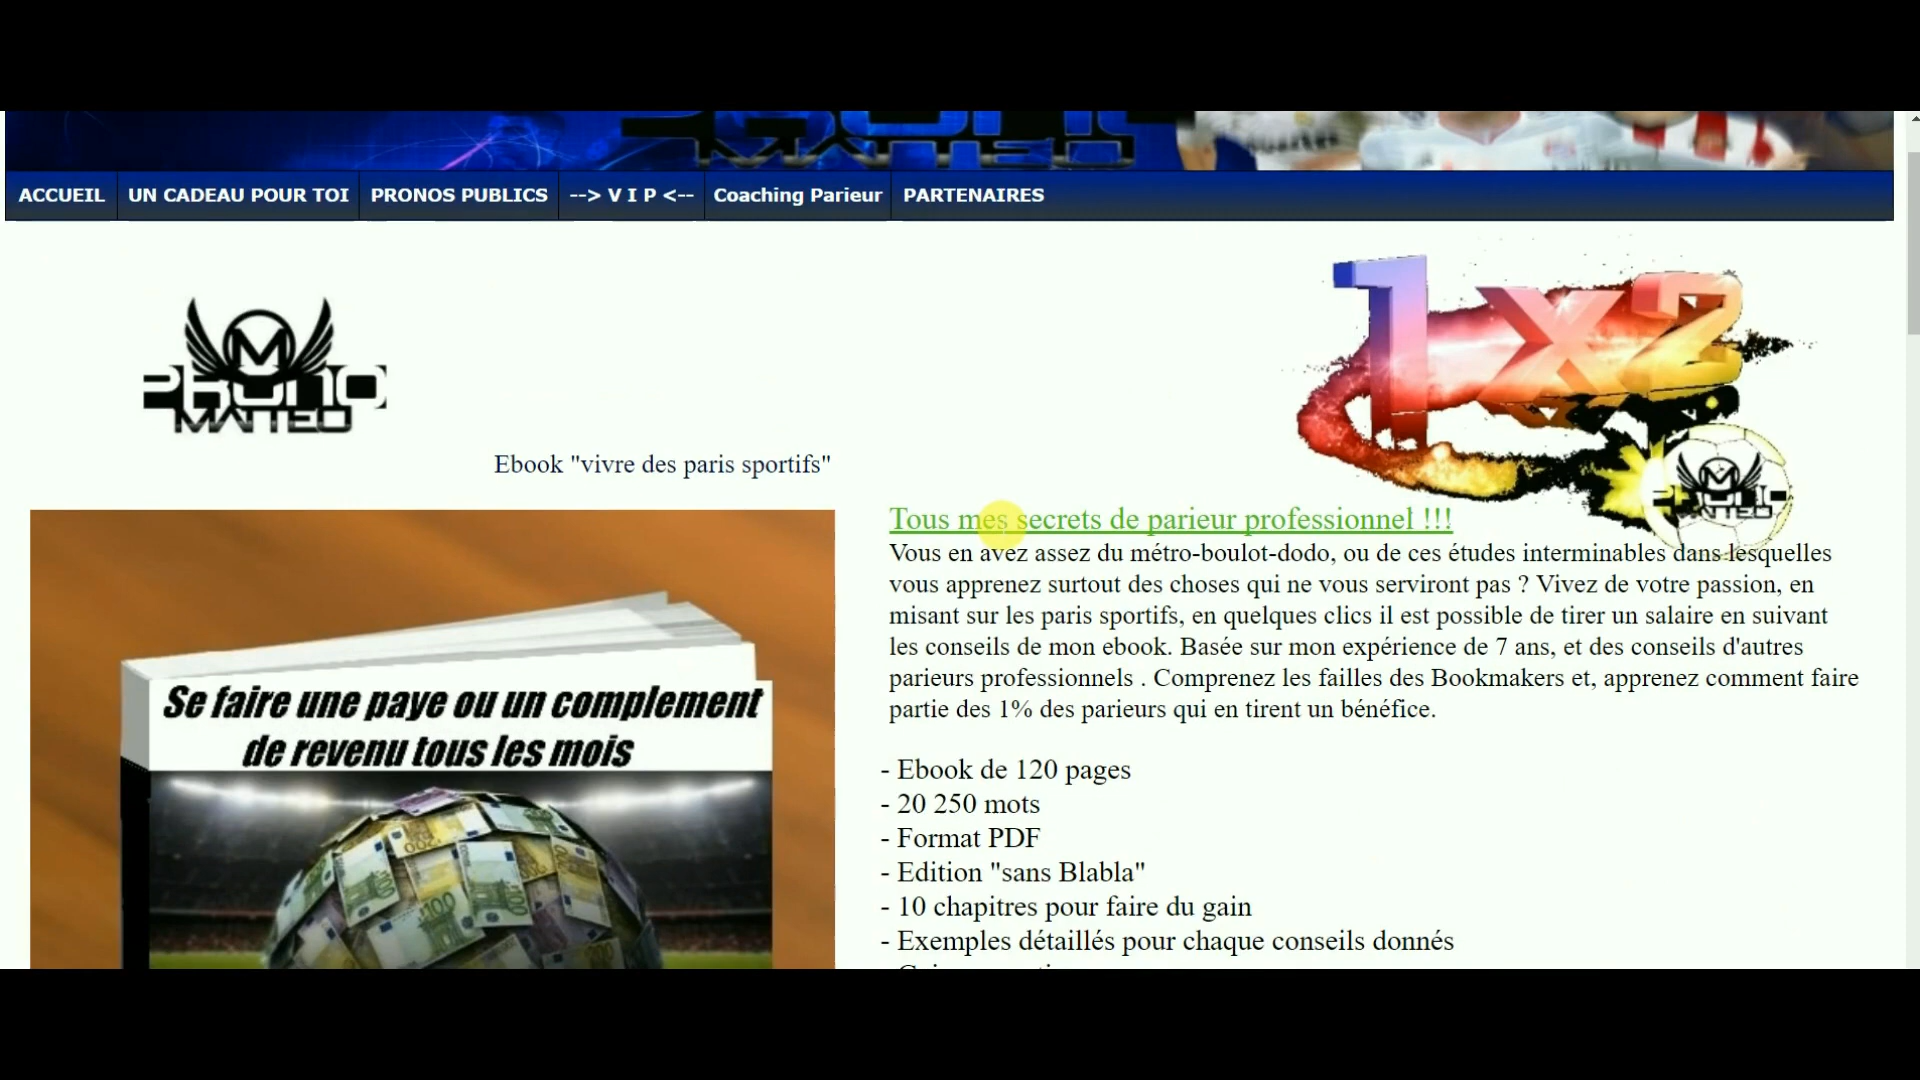 ACCUEIL
UN CADEAU POUR TOI
PRONOS PUBLICS
--> V I P <--
Coaching Parieur
PARTENAIRES
1x2
M
PRONO
MATTEO
Ebook "vivre des paris sportifs"
Tous mes secrets de parieur professionnel !!!
Vous en avez assez du métro-boulot-dodo, ou de ces études interminables dans lesquelles
vous apprenez surtout des choses qui ne vous serviront pas ? Vivez de votre passion, en
misant sur les paris sportifs, en quelques clics il est possible de tirer un salaire en suivant
les conseils de mon ebook. Basée sur mon expérience de 7 ans, et des conseils d'autres
parieurs professionnels . Comprenez les failles des Bookmakers et, apprenez comment faire
partie des 1% des parieurs qui en tirent un bénéfice.
Se faire une paye ou un complement
de revenu tous les mois
- Ebook de 120 pages
- 20 250 mots
- Format PDF
- Edition "sans Blabla"
- 10 chapitres pour faire du gain
- Exemples détaillés pour chaque conseils donnés